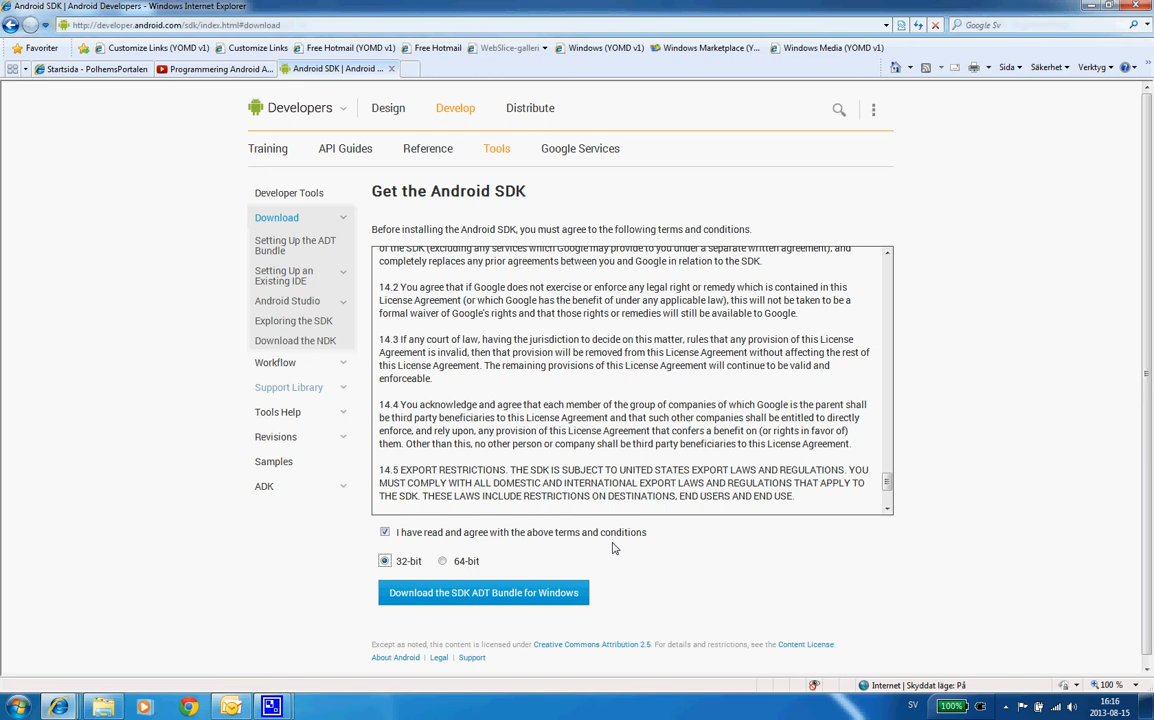 Android SDK | Android Developers - Windows Internet Explorer
http://developer.android.com/sdk/index.html#download
Google Sv
Favoriter
Customize Links (YOMD v1)
Customize Links
Free Hotmail (YOMD v1)
Free Hotmail
WebSlice-galleri
Windows (YOMD v1)
Windows Marketplace (Y...
Windows Media (YOMD v1)
Startsida - PolhemsPortalen
Programmering Android A...
Android SDK | Android ...
Sida
Säkerhet
Verktyg
Developers
Design
Develop
Distribute
Training
API Guides
Reference
Tools
Google Services
Developer Tools
Download
Setting Up the ADT
Bundle
Setting Up an
Existing IDE
Android Studio
Exploring the SDK
Download the NDK
Workflow
Support Library
Tools Help
Revisions
Samples
ADK
Get the Android SDK
Before installing the Android SDK, you must agree to the following terms and conditions.
of the SDK (excluding any services which Google may provide to you under a separate written agreement), and
completely replaces any prior agreements between you and Google in relation to the SDK.
14.2 You agree that if Google does not exercise or enforce any legal right or remedy which is contained in this
License Agreement (or which Google has the benefit of under any applicable law), this will not be taken to be a
formal waiver of Google's rights and that those rights or remedies will still be available to Google.
14.3 If any court of law, having the jurisdiction to decide on this matter, rules that any provision of this License
Agreement is invalid, then that provision will be removed from this License Agreement without affecting the rest of
this License Agreement. The remaining provisions of this License Agreement will continue to be valid and
enforceable.
14.4 You acknowledge and agree that each member of the group of companies of which Google is the parent shall
be third party beneficiaries to this License Agreement and that such other companies shall be entitled to directly
enforce, and rely upon, any provision of this License Agreement that confers a benefit on (or rights in favor of)
them. Other than this, no other person or company shall be third party beneficiaries to this License Agreement.
14.5 EXPORT RESTRICTIONS. THE SDK IS SUBJECT TO UNITED STATES EXPORT LAWS AND REGULATIONS. YOU
MUST COMPLY WITH ALL DOMESTIC AND INTERNATIONAL EXPORT LAWS AND REGULATIONS THAT APPLY TO
THE SDK. THESE LAWS INCLUDE RESTRICTIONS ON DESTINATIONS, END USERS AND END USE.
I have read and agree with the above terms and conditions
32-bit
64-bit
Download the SDK ADT Bundle for Windows
Except as noted, this content is licensed under Creative Commons Attribution 2.5. For details and restrictions, see the Content License.
About Android | Legal | Support
Internet | Skyddat läge: På
100 %
SV
100%
16:16
2013-08-15